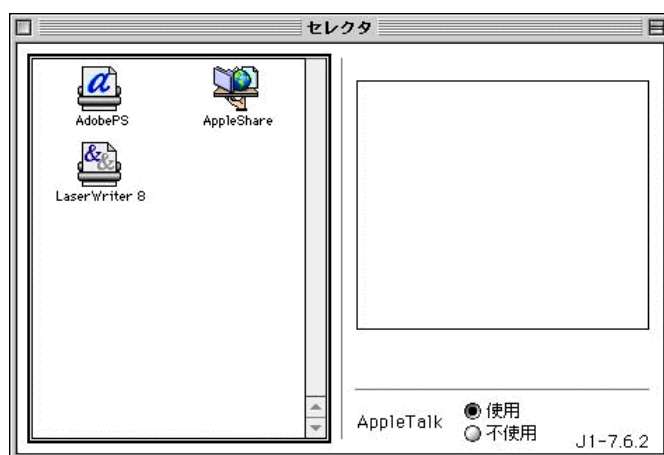 セレクタ
AdobePS
AppleShare
LaserWriter 8
AppleTalk
使用
不使用
J1-7.6.2